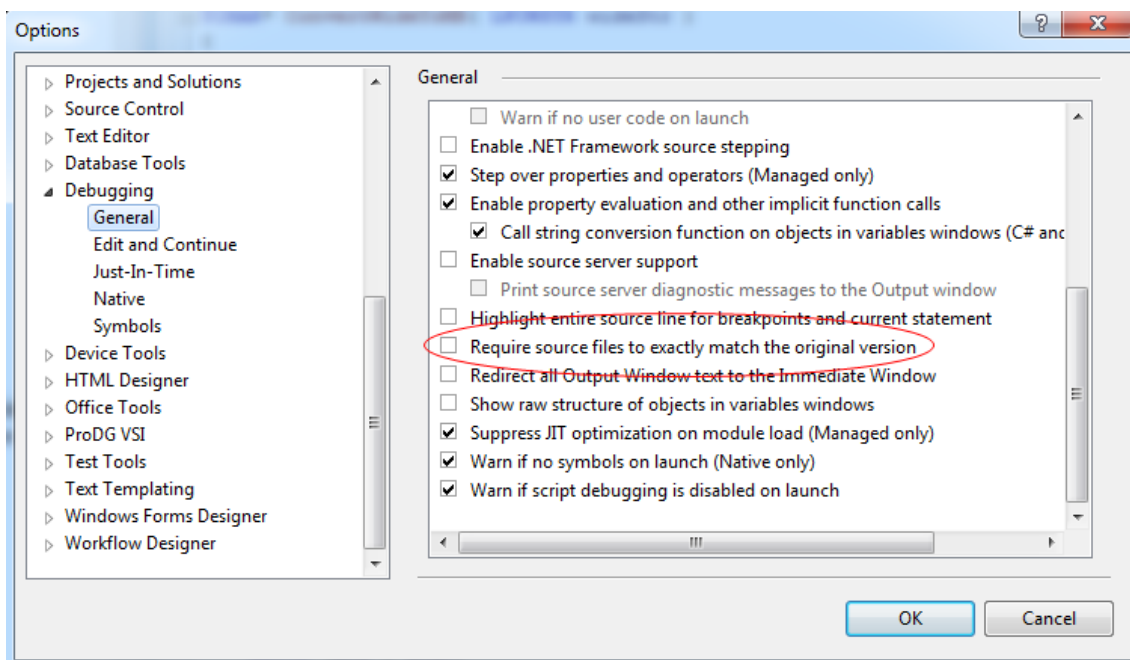 Options
Projects and Solutions
Source Control
Text Editor
Database Tools
Debugging
General
Edit and Continue
Just-In-Time
Native
Symbols
Device Tools
HTML Designer
Office Tools
ProDG VSI
Test Tools
Text Templating
Windows Forms Designer
Workflow Designer
General
Warn if no user code on launch
Enable .NET Framework source stepping
Step over properties and operators (Managed only)
Enable property evaluation and other implicit function calls
Call string conversion function on objects in variables windows (C# and
Enable source server support
Print source server diagnostic messages to the Output window
Highlight entire source line for breakpoints and current statement
Require source files to exactly match the original version
Redirect all Output Window text to the Immediate Window
Show raw structure of objects in variables windows
Suppress JIT optimization on module load (Managed only)
Warn if no symbols on launch (Native only)
Warn if script debugging is disabled on launch
OK
Cancel